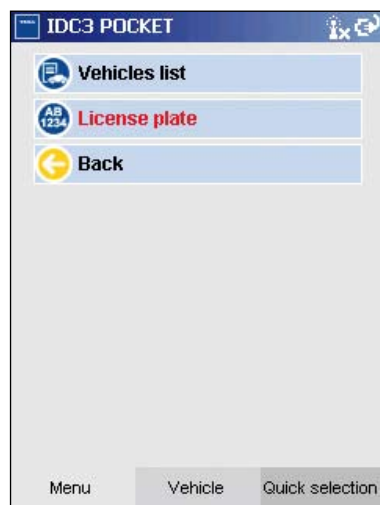 IDC3 POCKET
Vehicles list
AB
1234
License plate
Back
Menu Vehicle Quick selection